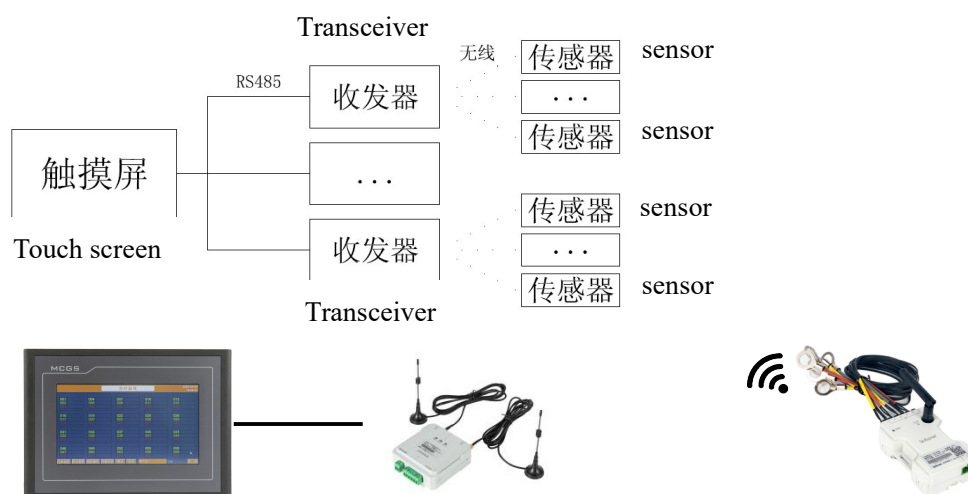 Transceiver
无线
传感器
sensor
RS485
收发器
...
传感器
sensor
触摸屏
...
传感器
sensor
收发器
...
Touch screen
传感器
sensor
Transceiver
MCGS